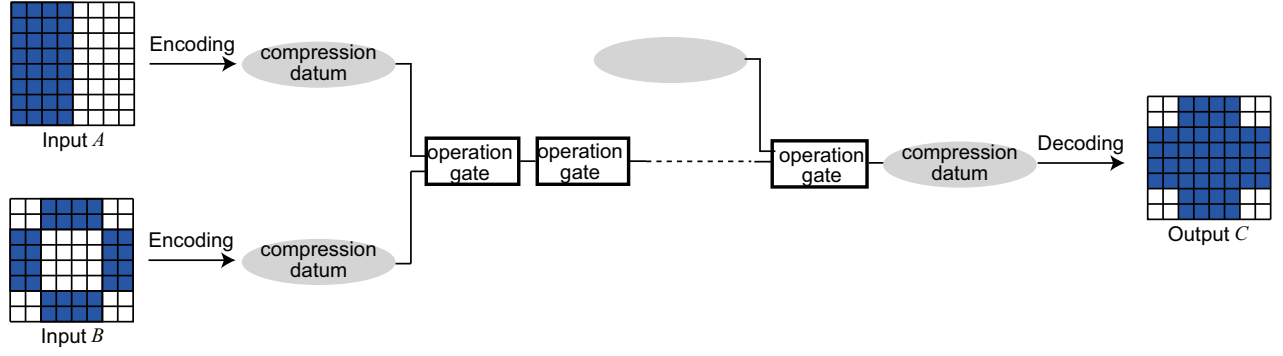 Encoding
compression
datum
Input A
operation
gate
operation
gate
operation
gate
compression
datum
Decoding
Output C
Encoding
compression
datum
Input B